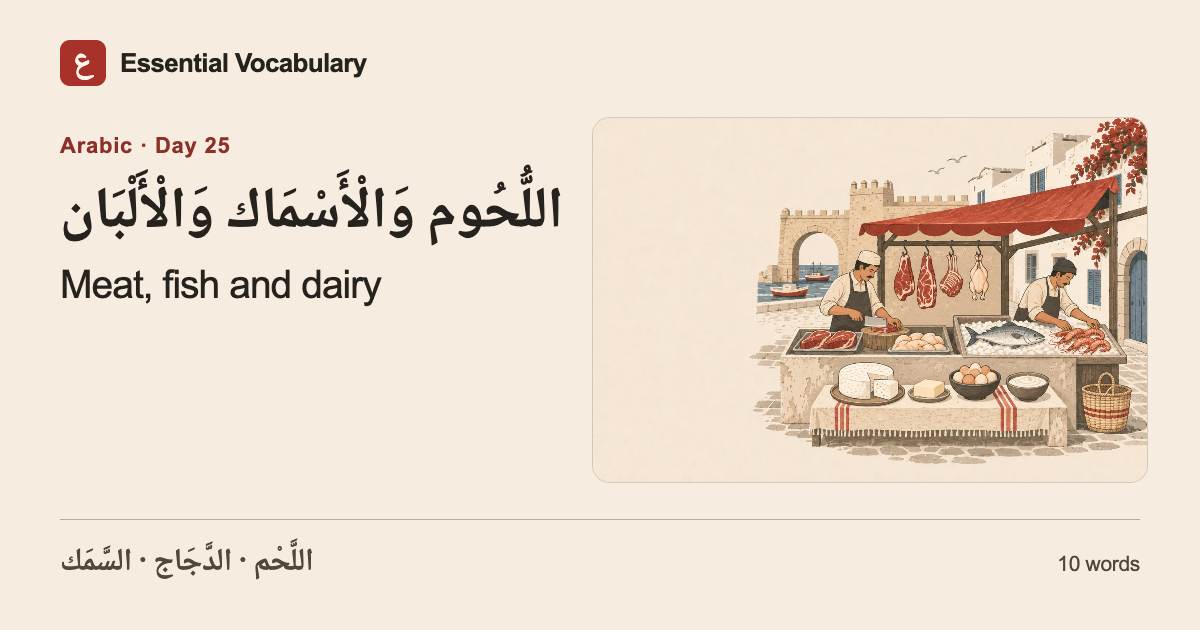 ع Essential Vocabulary
Arabic · Day 25
اللُّحُوم وَالْأَسْمَاك وَالْأَلْبَان
Meat, fish and dairy
اللَّحْم · الدَّجَاج · السَّمَك
10 words